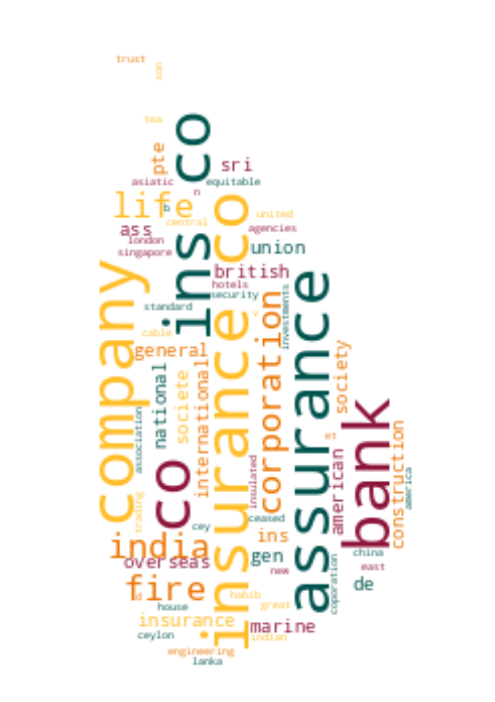 trust
son
tea
co
pte
sri
asiatic
equitable
n
life
b
insurance co
central
united
ass
agencies
london
union
singapore
ins
british
company
hotels
security
investments
standard
v
corporation
assurance
cable
general
society
national
societe
international
bank
association
et
construction
co
insulated
american
america
trading
ceased
cey
ins
india
gen
china
overseas
new
east
fire
coporation
de
habib
house
great
insurance
marine
ceylon
indian
engineering
lanka